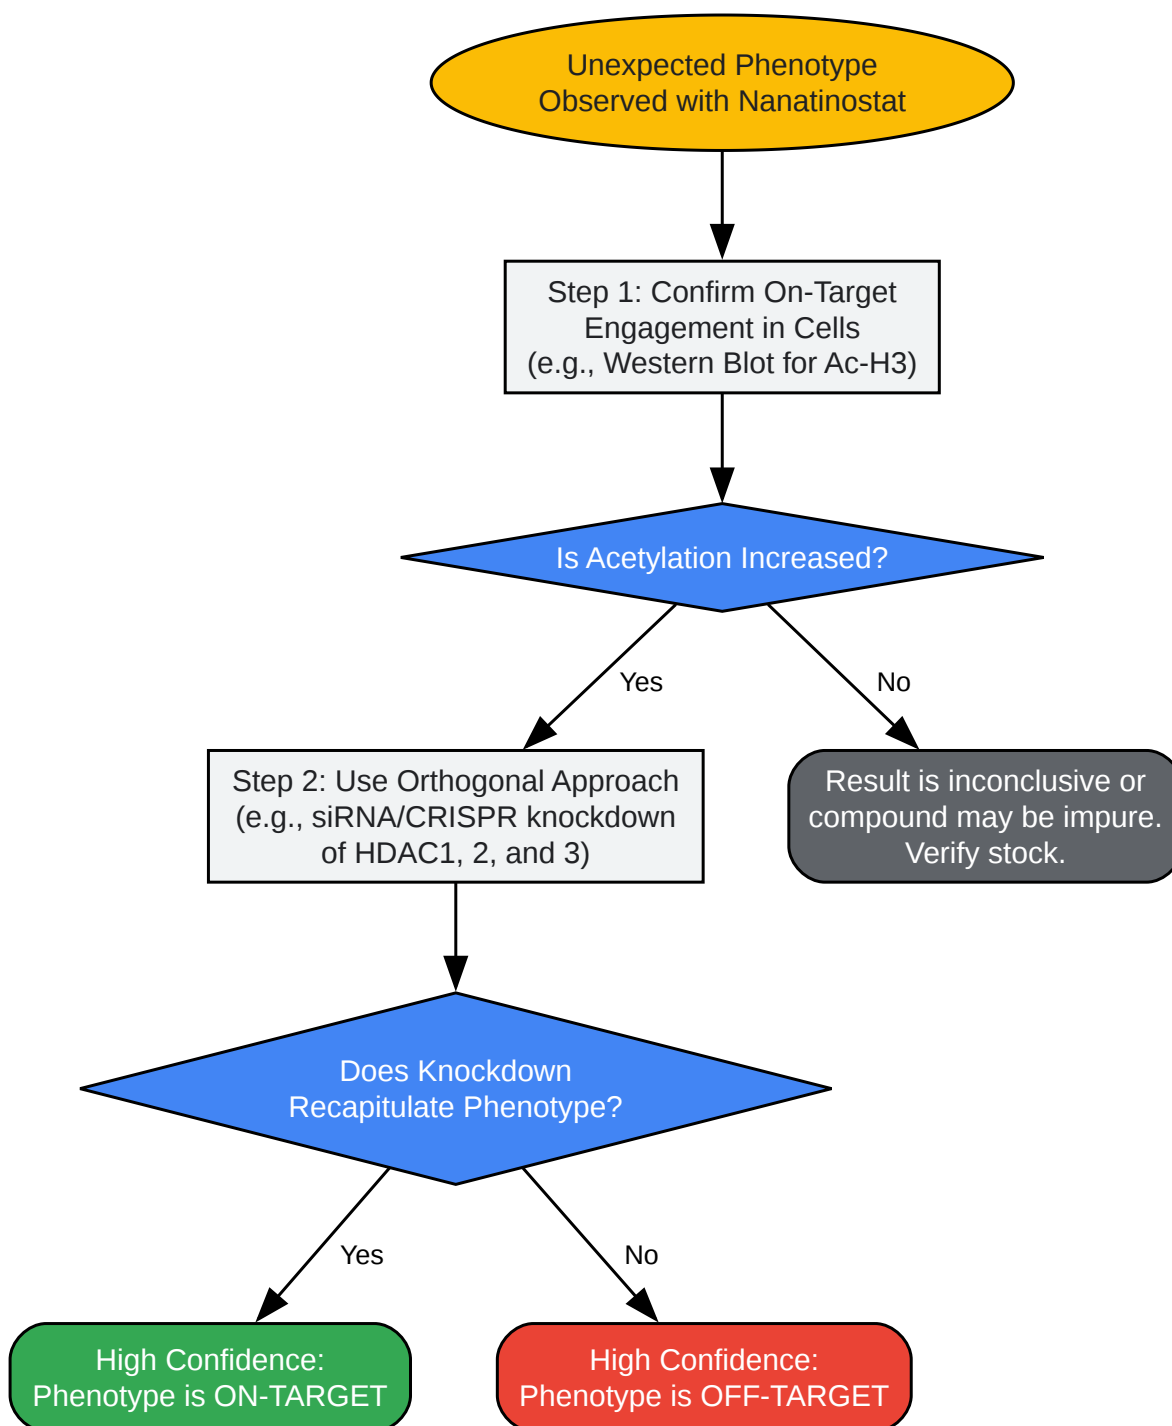 Unexpected Phenotype
Observed with Nanatinostat
Step 1: Confirm On-Target
Engagement in Cells
(e.g., Western Blot for Ac-H3)
Is Acetylation Increased?
Yes
No
Step 2: Use Orthogonal Approach
(e.g., siRNA/CRISPR knockdown
of HDAC1, 2, and 3)
Result is inconclusive or
compound may be impure.
Verify stock.
Does Knockdown
Recapitulate Phenotype?
Yes
No
High Confidence:
Phenotype is ON-TARGET
High Confidence:
Phenotype is OFF-TARGET